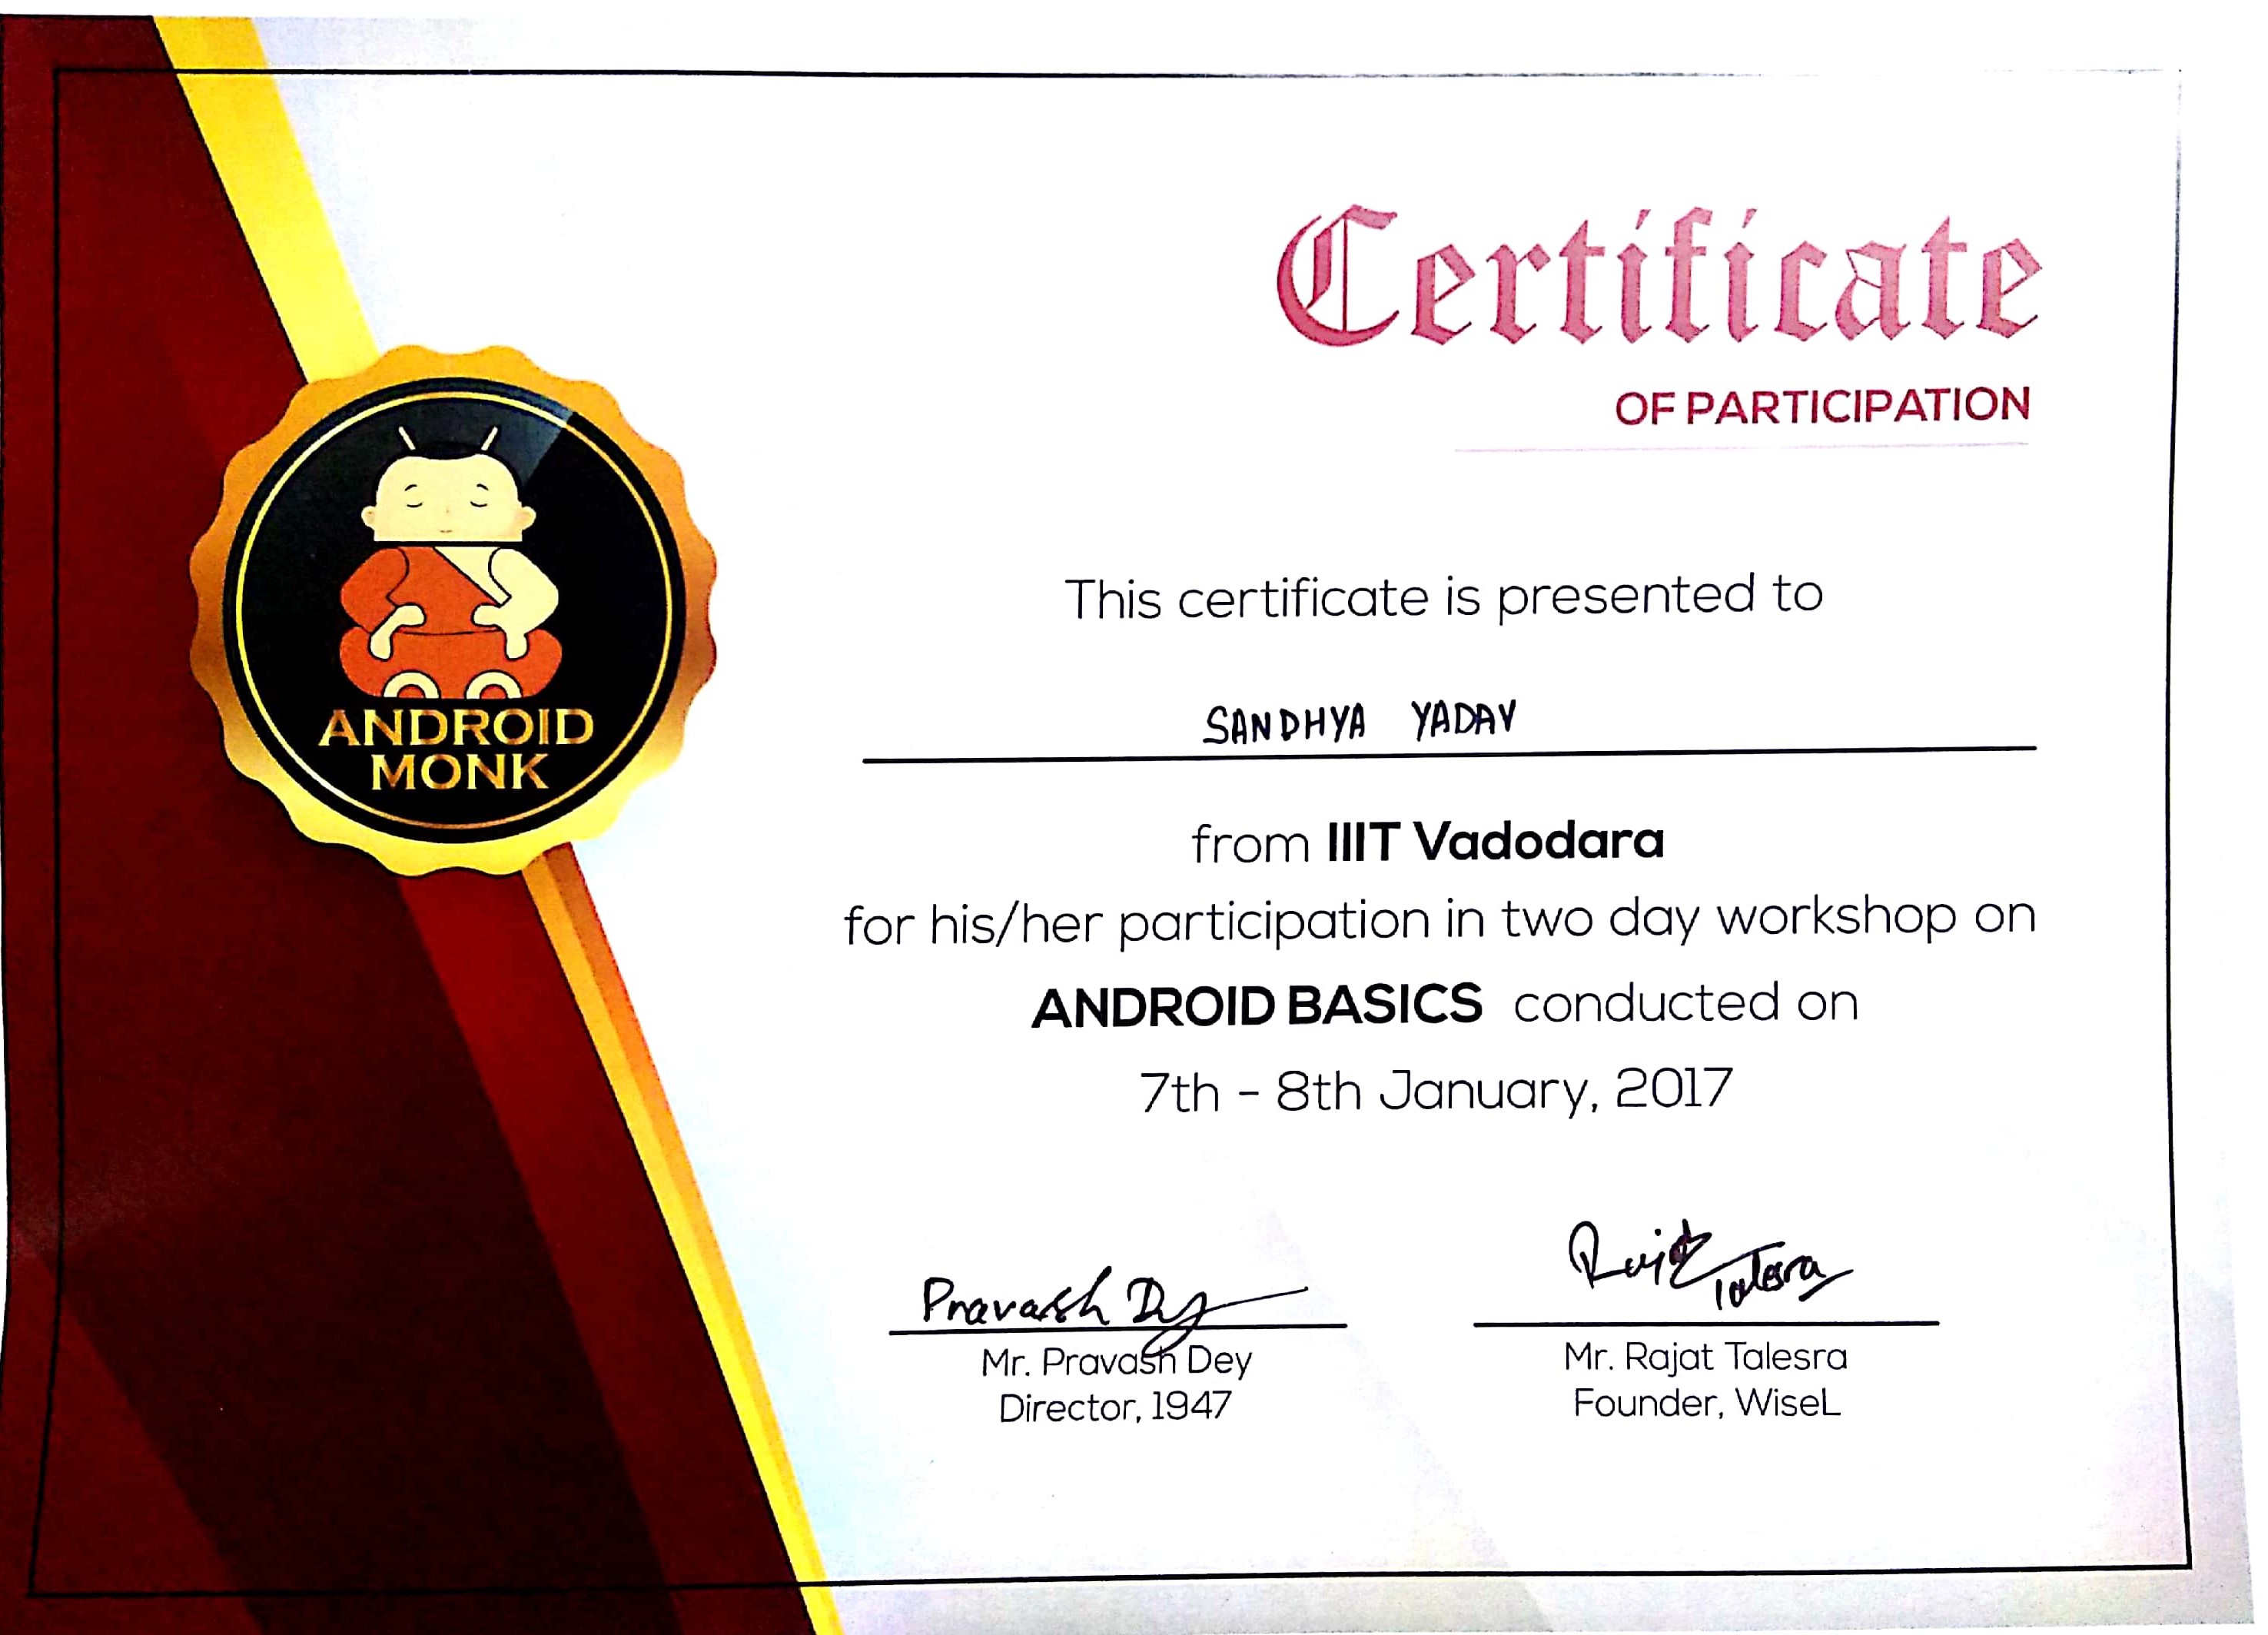 Certificate
OF PARTICIPATION
ANDROID
MONK
This certificate is presented to
SANDHYA YADAV
from IIIT Vadodara
for his/her participation in two day workshop on
ANDROID BASICS conducted on
7th - 8th January, 2017
Pravash Dey
Rajat Talesra
Mr. Pravash Dey
Director, 1947
Mr. Rajat Talesra
Founder, WiseL